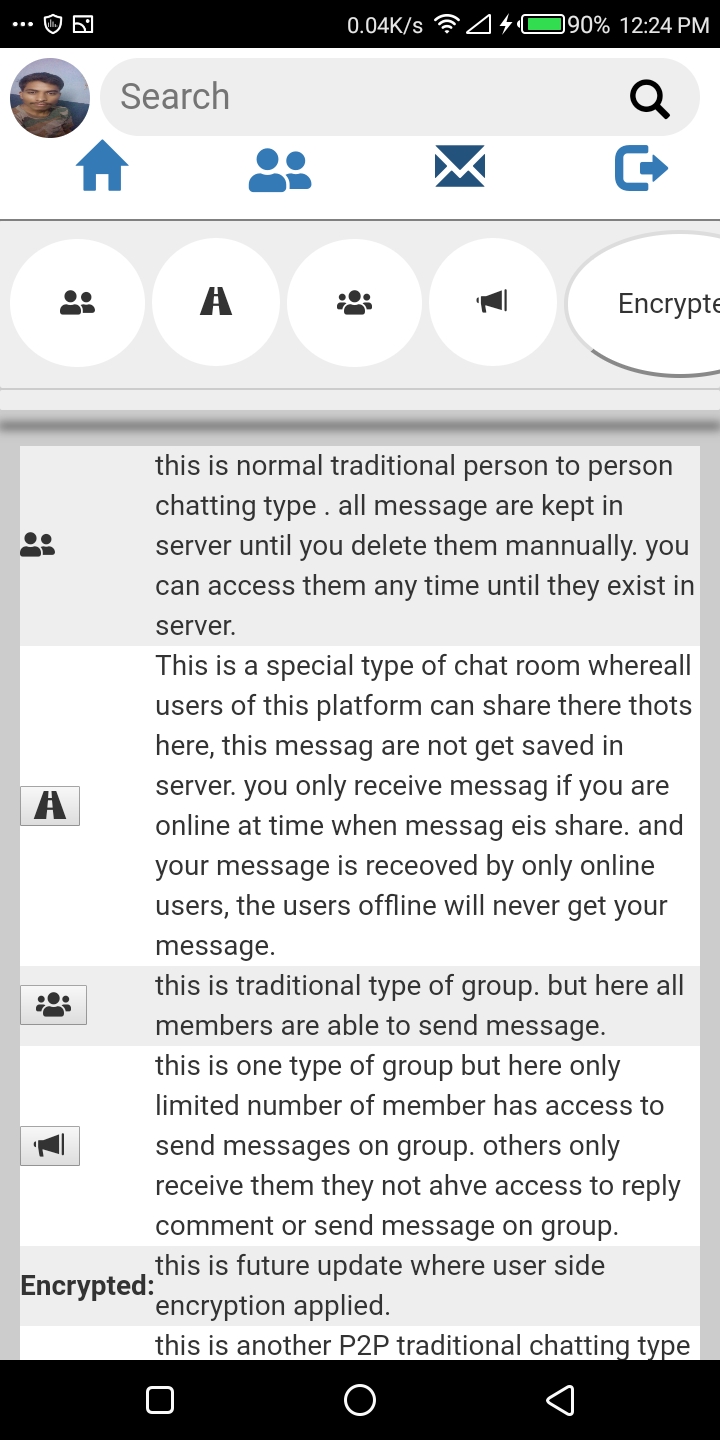 0.04K/s 90% 12:24 PM
Search
Encrypte
this is normal traditional person to person
chatting type . all message are kept in
server until you delete them mannually. you
can access them any time until they exist in
server.
This is a special type of chat room whereall
users of this platform can share there thots
here, this messag are not get saved in
server. you only receive messag if you are
online at time when messag eis share. and
your message is receoved by only online
users, the users offline will never get your
message.
this is traditional type of group. but here all
members are able to send message.
this is one type of group but here only
limited number of member has access to
send messages on group. others only
receive them they not ahve access to reply
comment or send message on group.
Encrypted:
this is future update where user side
encryption applied.
this is another P2P traditional chatting type